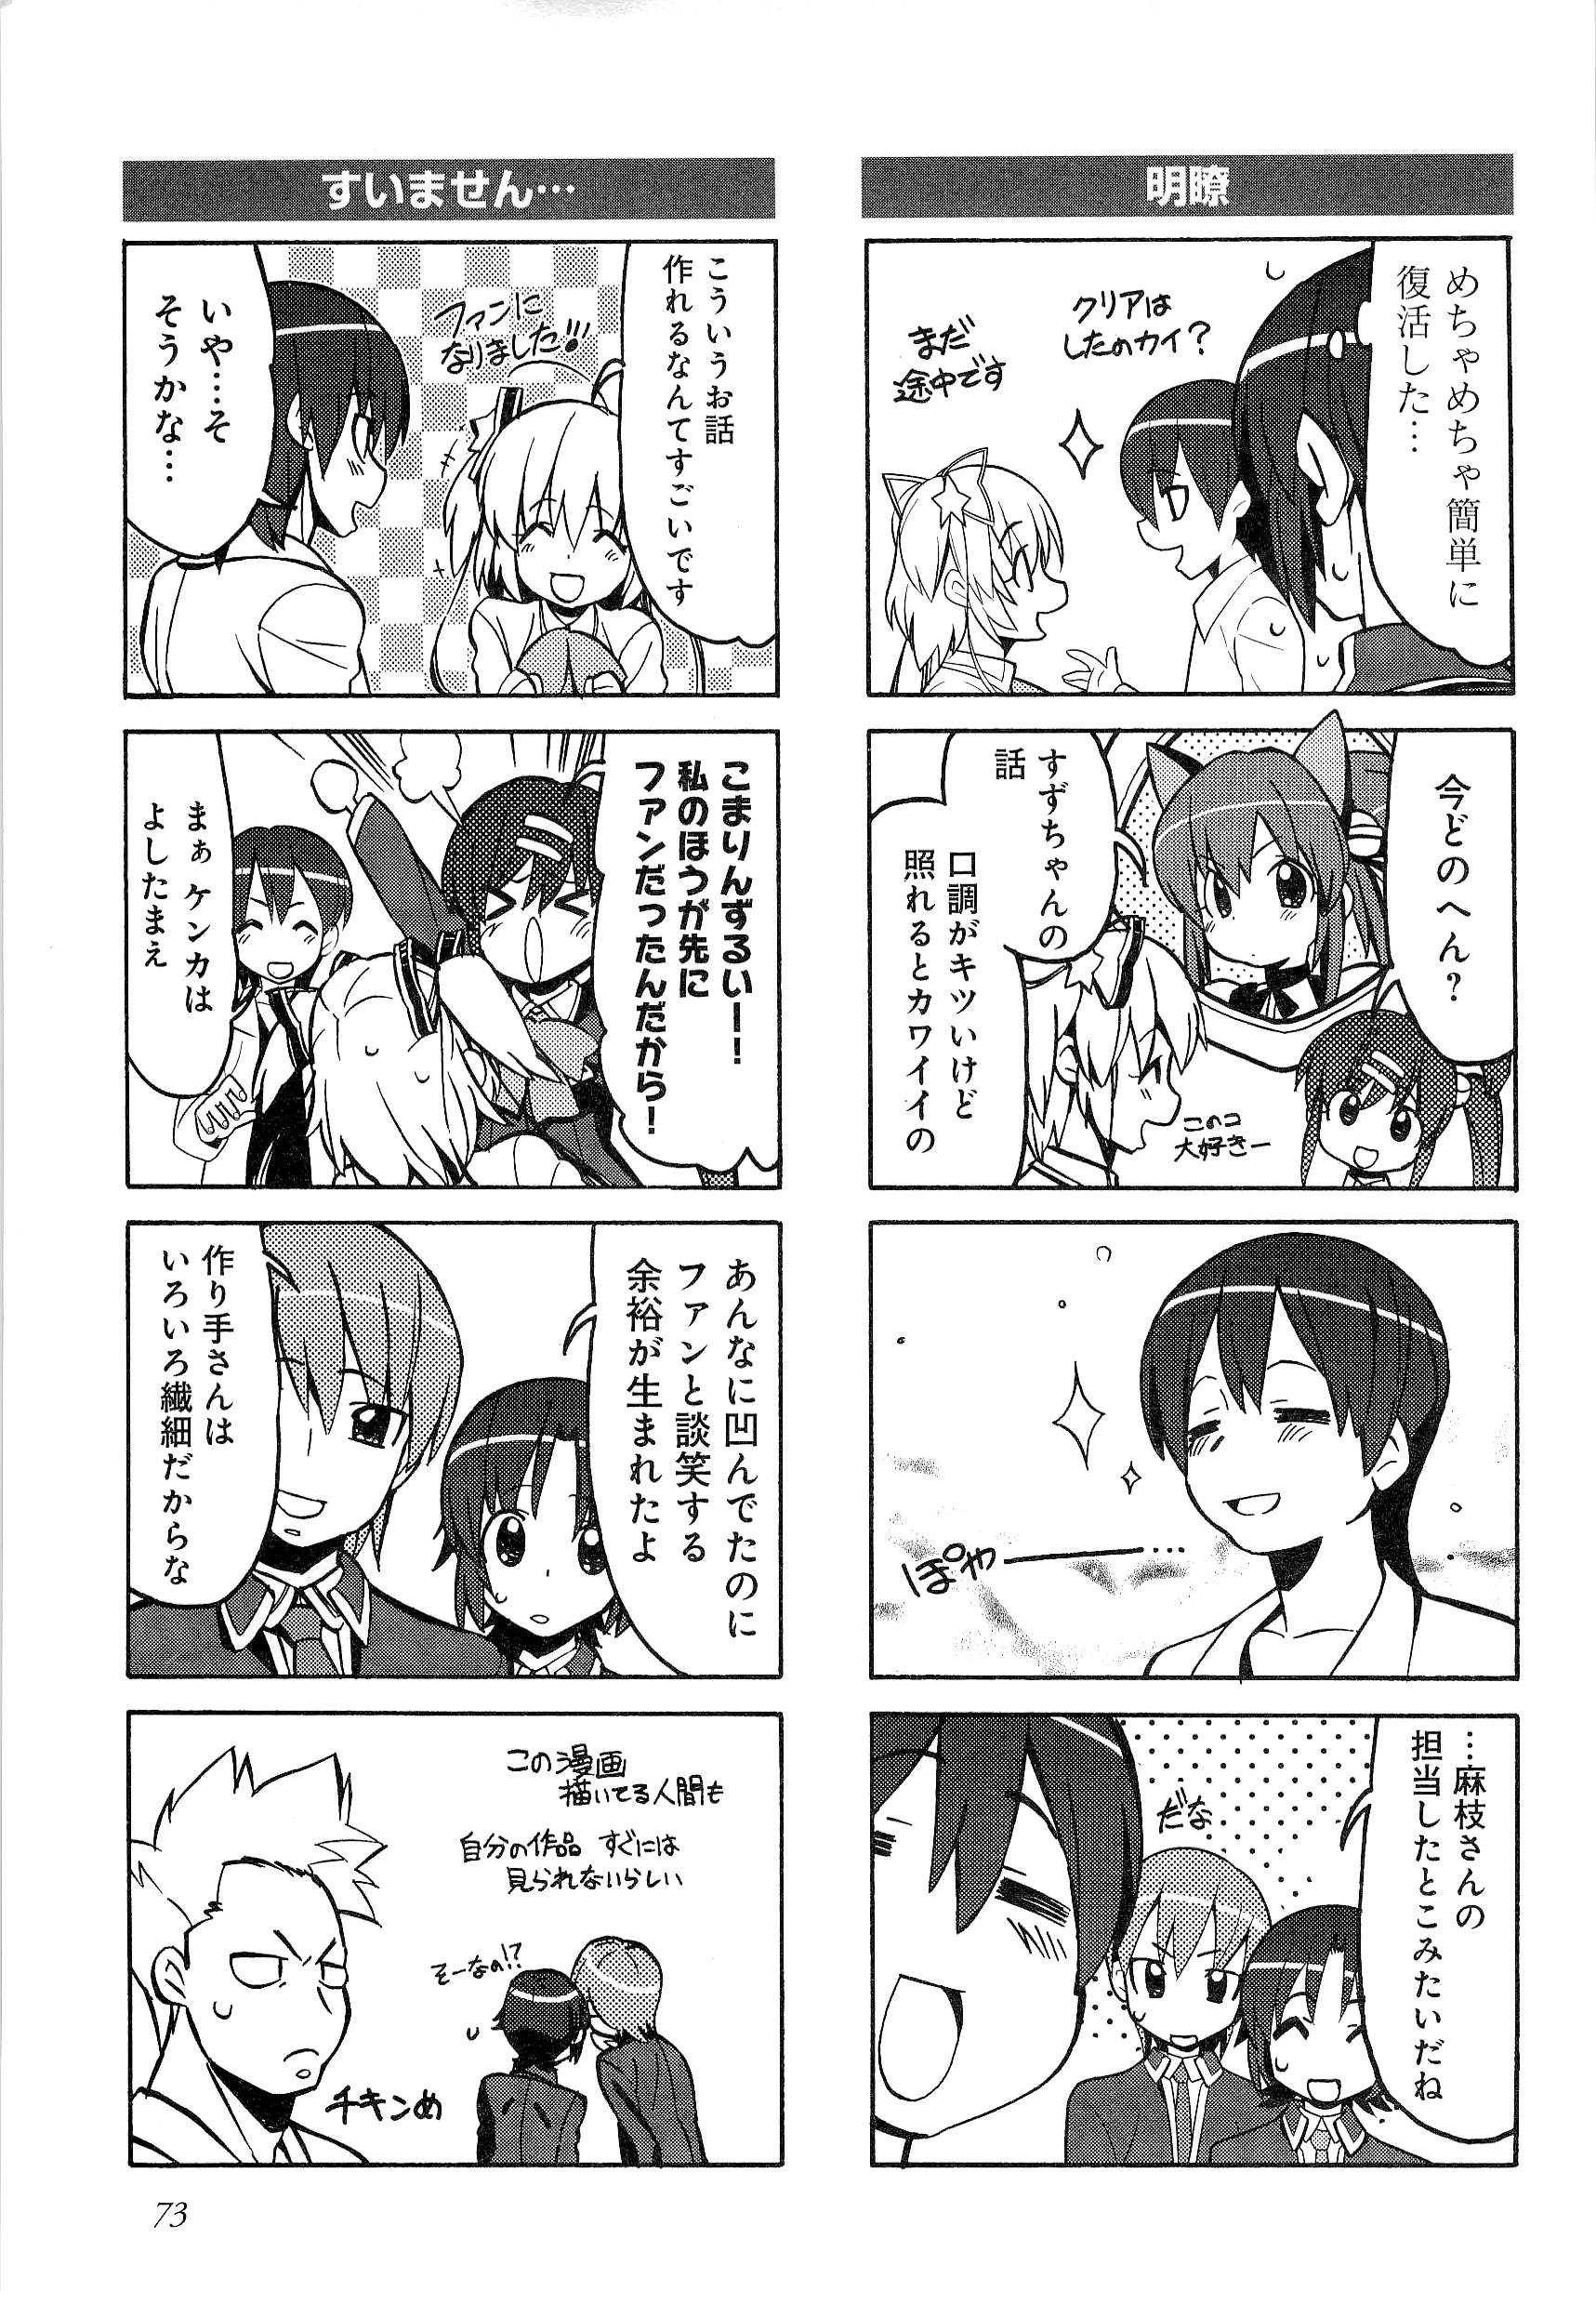 明瞭
めちゃめちゃ簡単に
復活した…
クリアは
したのカイ?
まだ
途中です
今どのへん?
すずちゃんの
話
口調がキツいけど
照れるとカワイイの
このコ
大好きー
ぽやー…
…麻枝さんの
担当したとこみたいだね
だな
すいません…
こういうお話
作れるなんてすごいです
ファンに
なりました!!!
いや…そ
そうかな…
こまりんずるいー!!
私のほうが先に
ファンだったんだから!
まぁ ケンカは
よしたまえ
あんなに凹んでたのに
ファンと談笑する
余裕が生まれたよ
作り手さんは
いろいろ繊細だからな
この漫画
描いてる人間も
自分の作品 すぐには
見られないらしい
そーなの!?
チキンめ
73